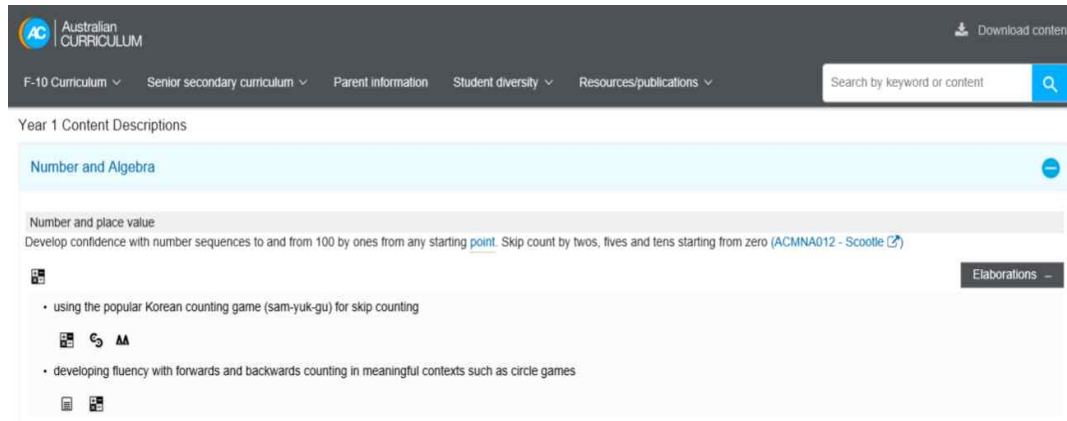 Australian
CURRICULUM
Download conten
F-10 Curriculum
Senior secondary curriculum
Parent information
Student diversity
Resources/publications
Search by keyword or content
Year 1 Content Descriptions
Number and Algebra
Number and place value
Develop confidence with number sequences to and from 100 by ones from any starting point. Skip count by twos, fives and tens starting from zero (ACMNA012 - Scootle)
Elaborations –
• using the popular Korean counting game (sam-yuk-gu) for skip counting
• developing fluency with forwards and backwards counting in meaningful contexts such as circle games